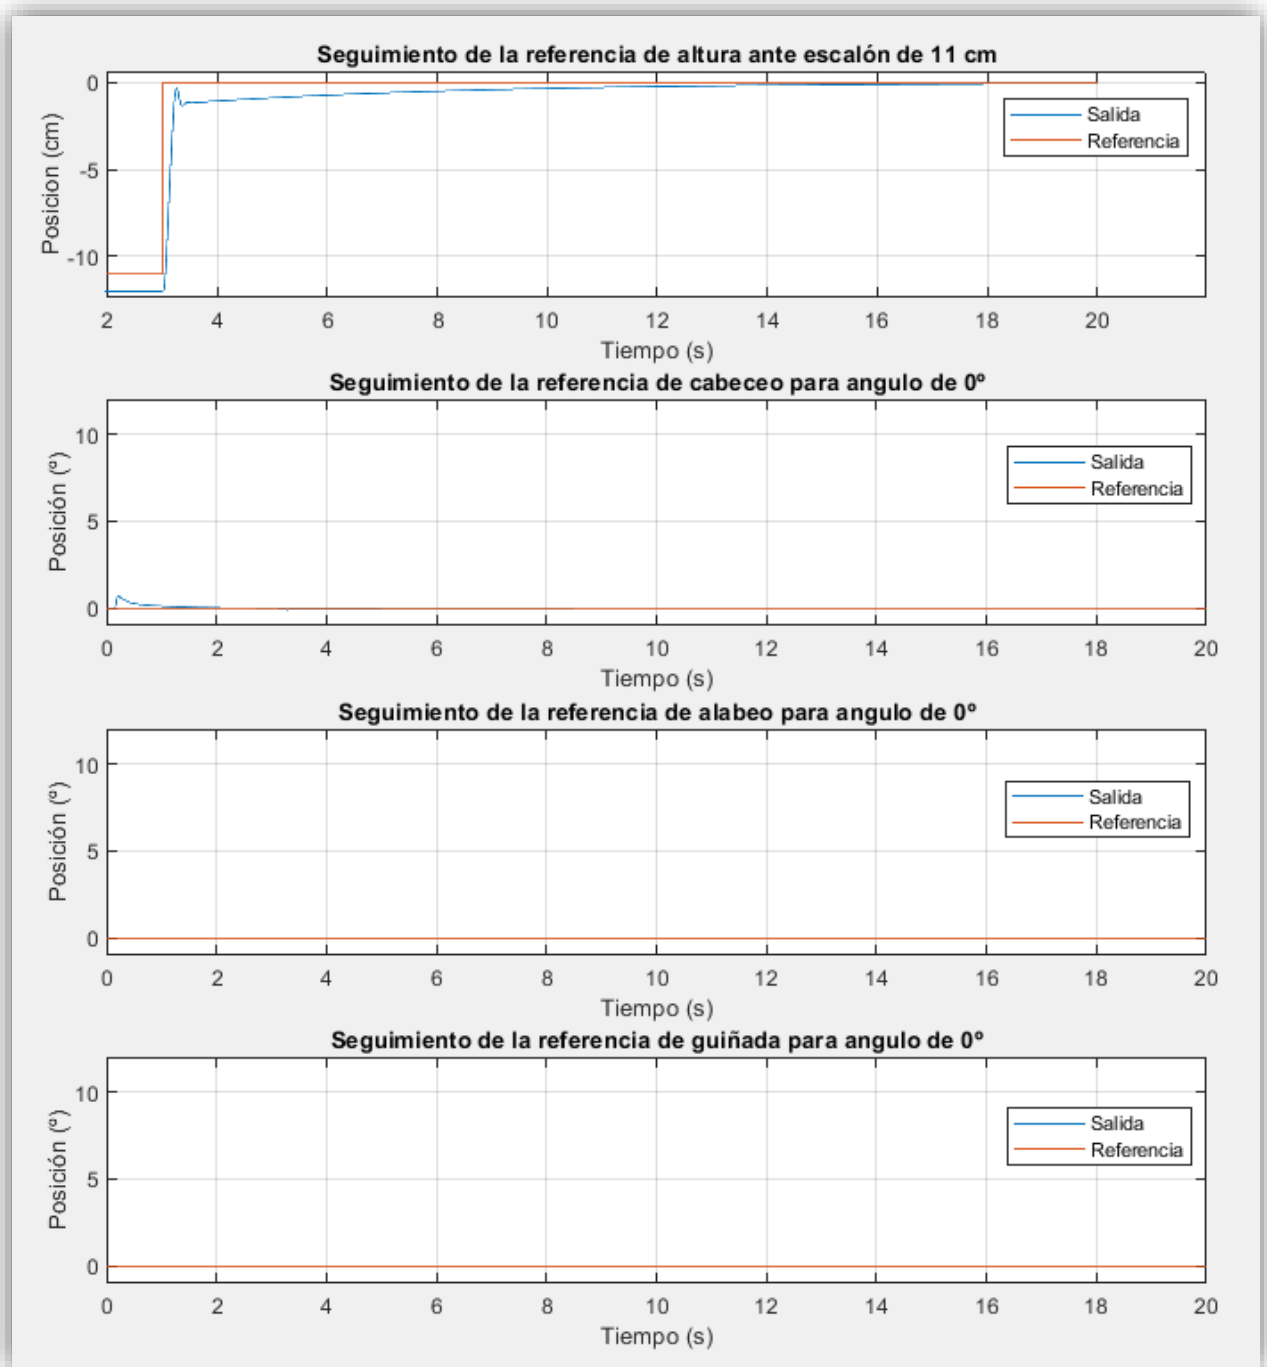 Seguimiento de la referencia de altura ante escalón de 11 cm
Posicion (cm)
0
-5
-10
Salida
Referencia
2 4 6 8 10 12 14 16 18 20
Tiempo (s)
Seguimiento de la referencia de cabeceo para angulo de 0º
Posición (º)
10
5
0
Salida
Referencia
0 2 4 6 8 10 12 14 16 18 20
Tiempo (s)
Seguimiento de la referencia de alabeo para angulo de 0º
Posición (º)
10
5
0
Salida
Referencia
0 2 4 6 8 10 12 14 16 18 20
Tiempo (s)
Seguimiento de la referencia de guiñada para angulo de 0º
Posición (º)
10
5
0
Salida
Referencia
0 2 4 6 8 10 12 14 16 18 20
Tiempo (s)